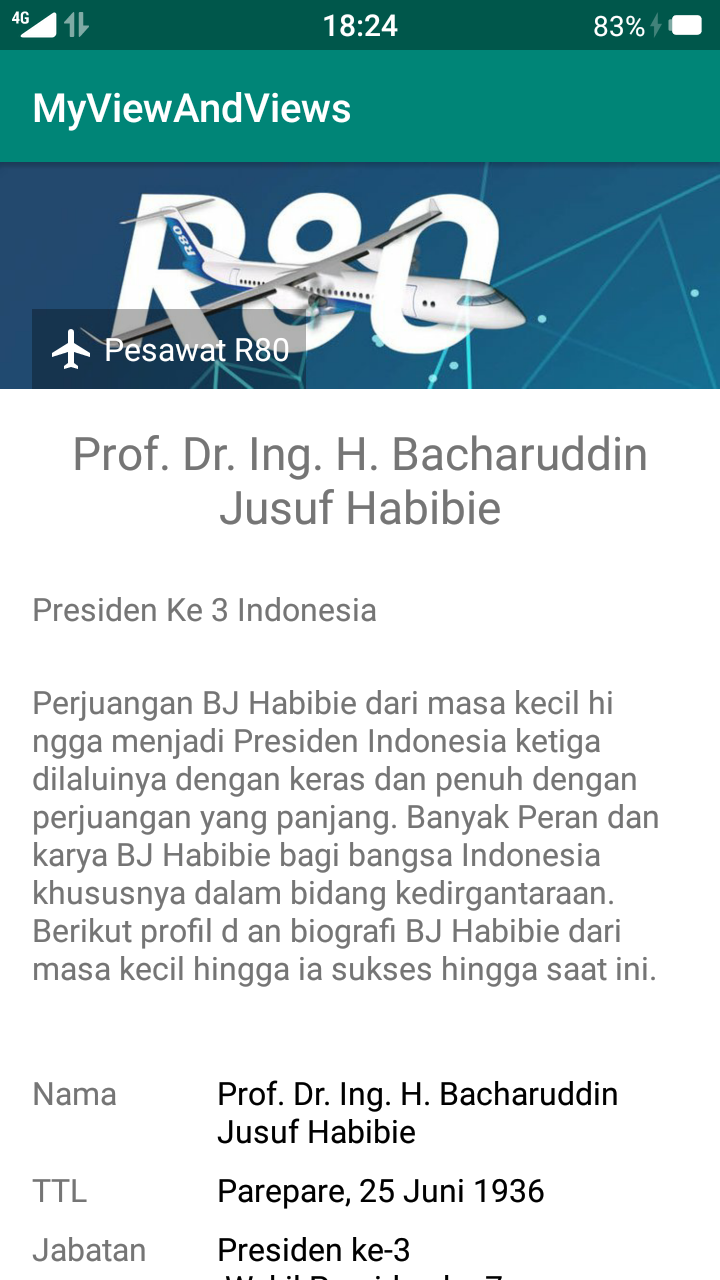 4G 18:24 83%
MyViewAndViews
R80
R80
Pesawat R80
Prof. Dr. Ing. H. Bacharuddin
Jusuf Habibie
Presiden Ke 3 Indonesia
Perjuangan BJ Habibie dari masa kecil hi
ngga menjadi Presiden Indonesia ketiga
dilaluinya dengan keras dan penuh dengan
perjuangan yang panjang. Banyak Peran dan
karya BJ Habibie bagi bangsa Indonesia
khususnya dalam bidang kedirgantaraan.
Berikut profil d an biografi BJ Habibie dari
masa kecil hingga ia sukses hingga saat ini.
Nama Prof. Dr. Ing. H. Bacharuddin
Jusuf Habibie
TTL Parepare, 25 Juni 1936
Jabatan Presiden ke-3